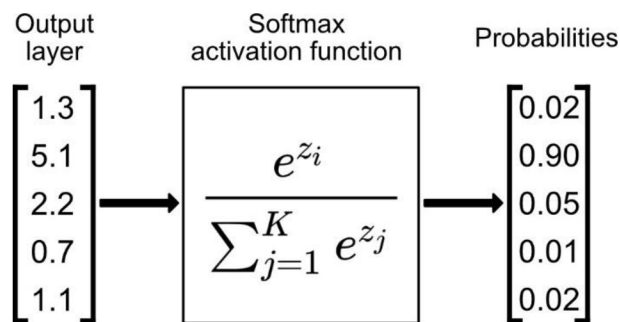 Output
layer
1.3
5.1
2.2
0.7
1.1
Softmax
activation function
e^{z_i}
∑_{j=1}^{K} e^{z_j}
Probabilities
0.02
0.90
0.05
0.01
0.02